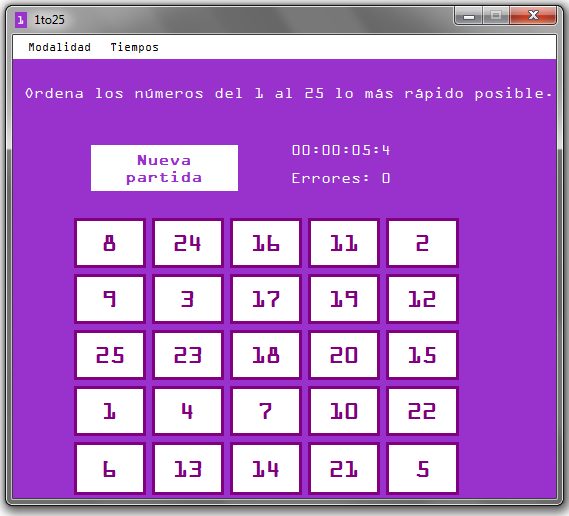 1 1to25
Modalidad Tiempos
Ordena los números del 1 al 25 lo más rápido posible.
Nueva
partida
00:00:05:4
Errores: 0
8 24 16 11 2
9 3 17 19 12
25 23 18 20 15
1 4 7 10 22
6 13 14 21 5